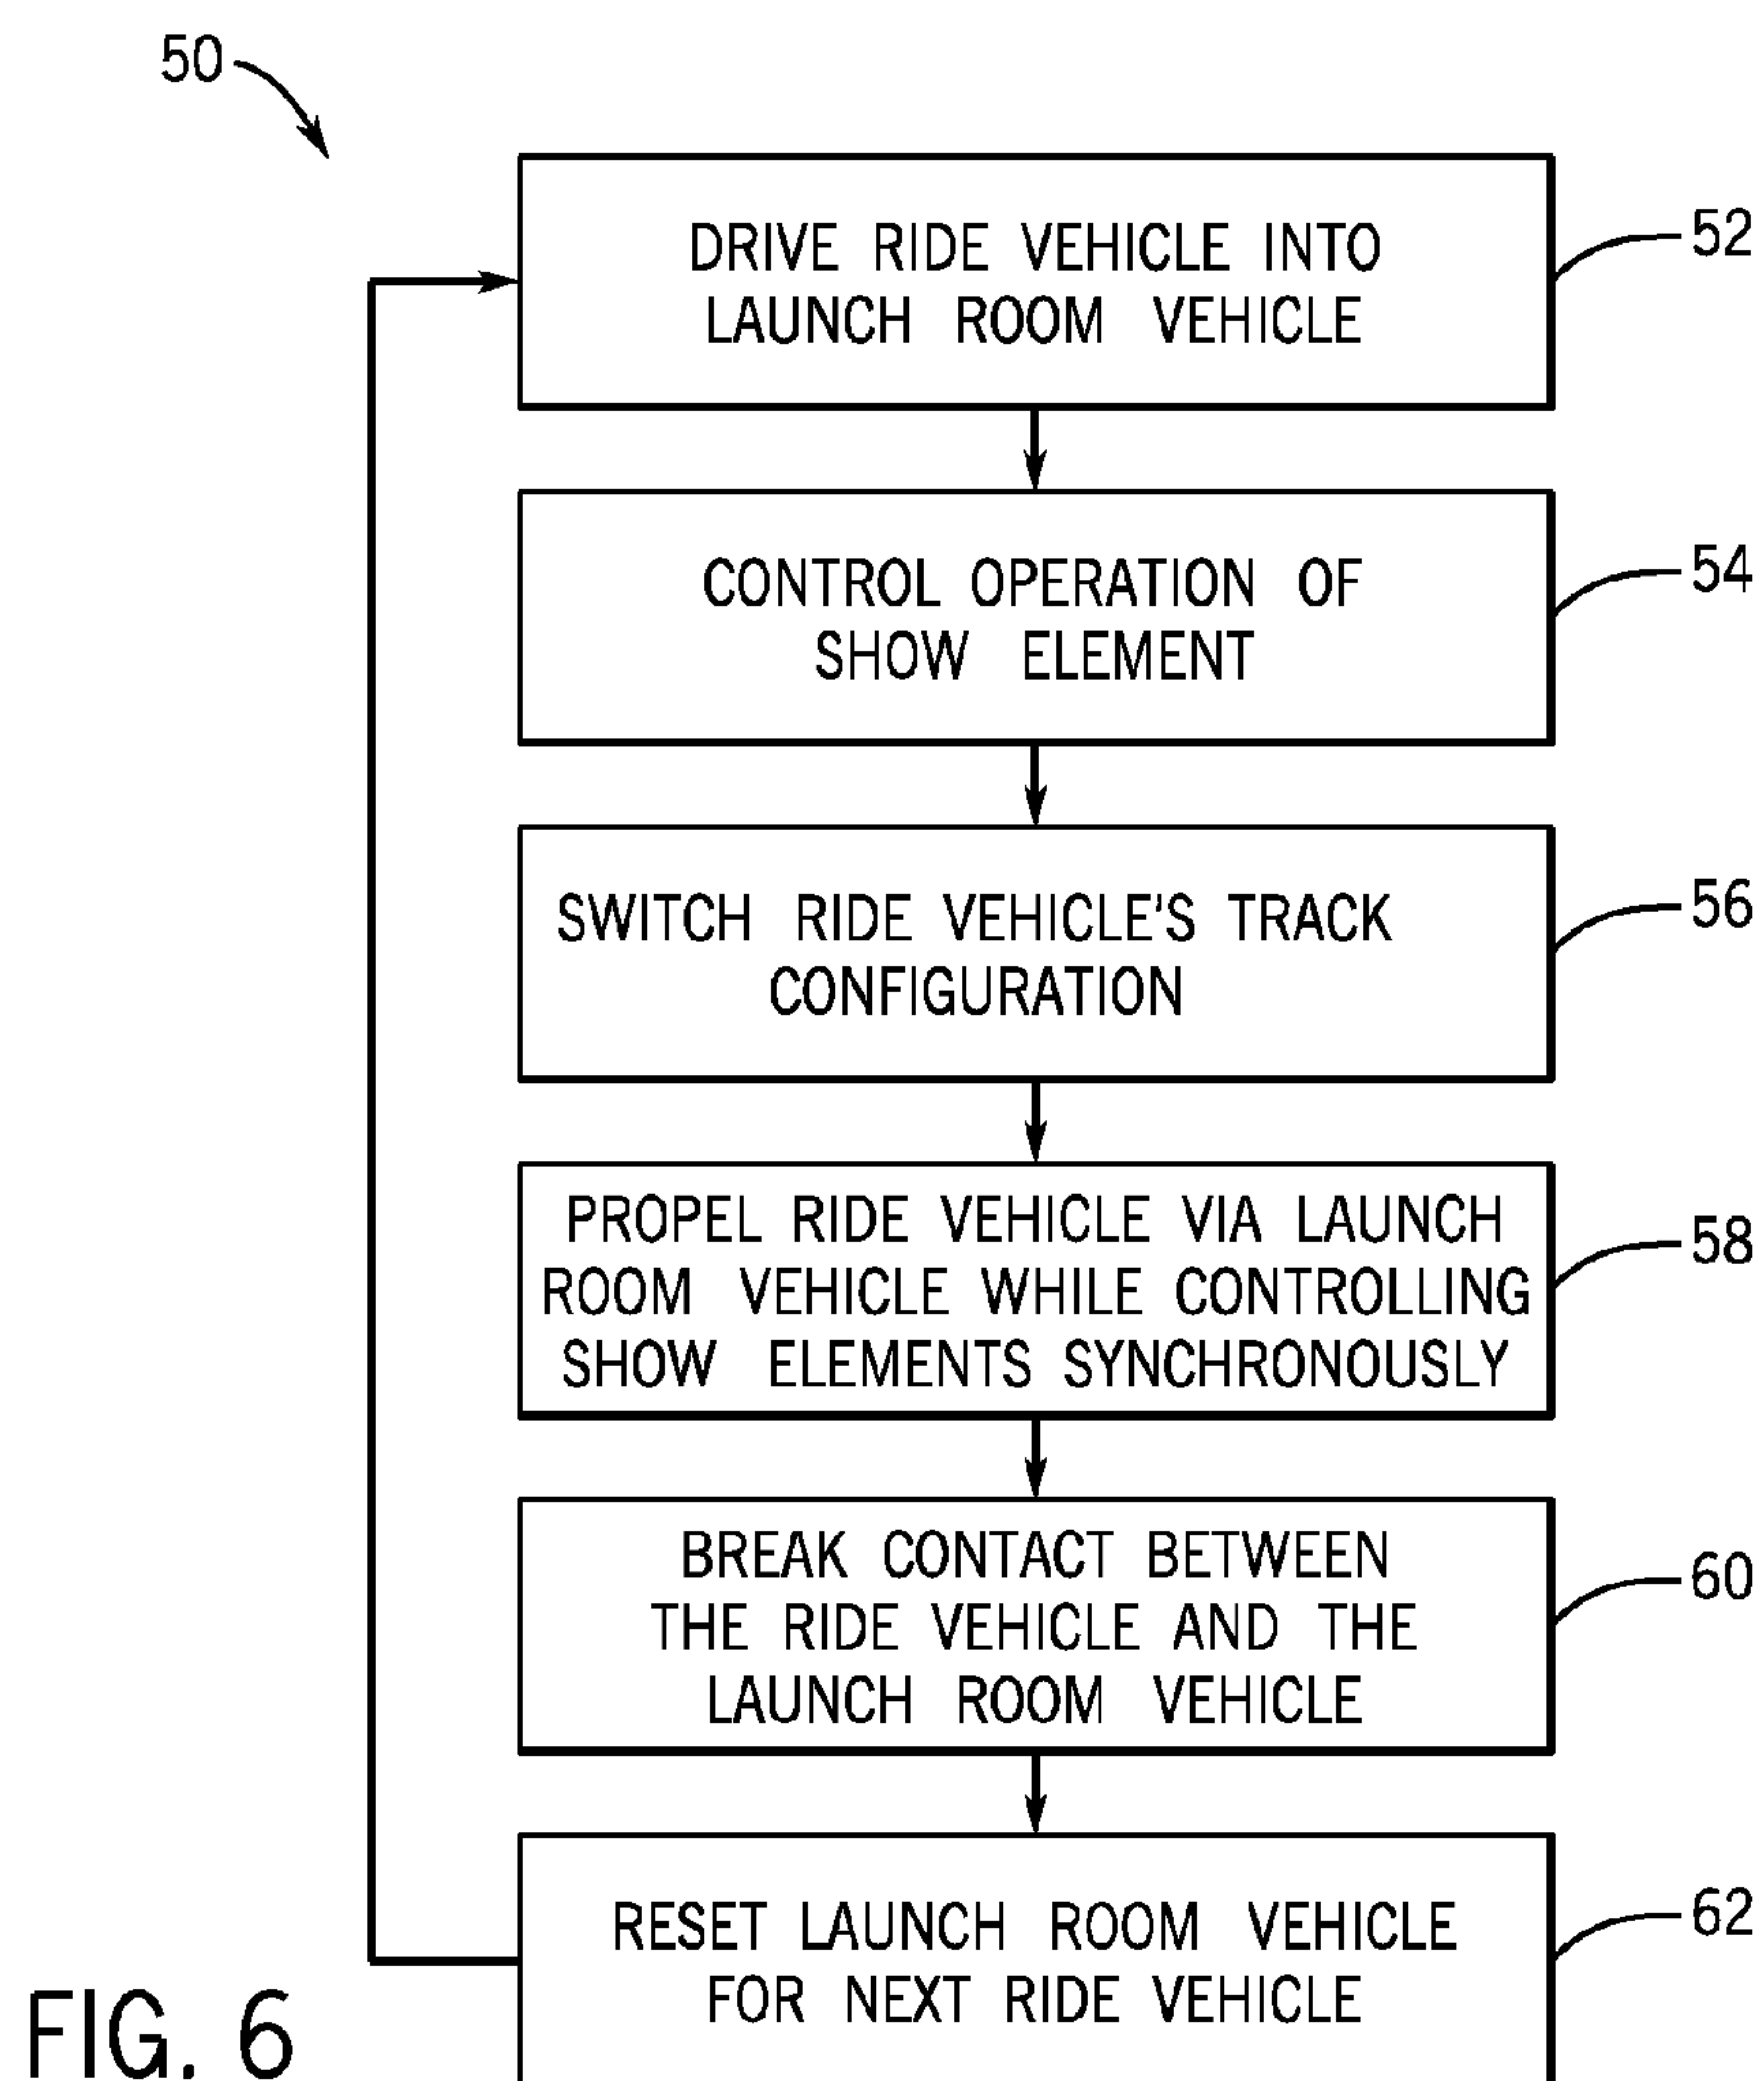 50
DRIVE RIDE VEHICLE INTO
LAUNCH ROOM VEHICLE
52
CONTROL OPERATION OF
SHOW ELEMENT
54
SWITCH RIDE VEHICLE'S TRACK
CONFIGURATION
56
PROPEL RIDE VEHICLE VIA LAUNCH
ROOM VEHICLE WHILE CONTROLLING
SHOW ELEMENTS SYNCHRONOUSLY
58
BREAK CONTACT BETWEEN
THE RIDE VEHICLE AND THE
LAUNCH ROOM VEHICLE
60
RESET LAUNCH ROOM VEHICLE
FOR NEXT RIDE VEHICLE
62
FIG. 6